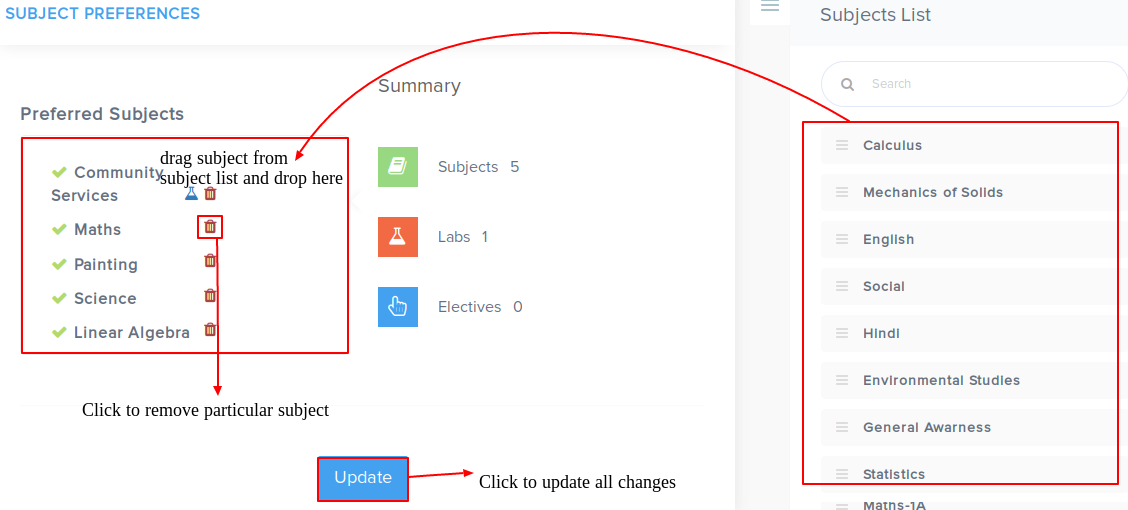 SUBJECT PREFERENCES
Preferred Subjects
drag subject from
subject list and drop here
Community
Services
Maths
Painting
Science
Linear Algebra
Click to remove particular subject
Summary
Subjects 5
Labs 1
Electives 0
Update
Click to update all changes
Subjects List
Search
Calculus
Mechanics of Solids
English
Social
Hindi
Environmental Studies
General Awarness
Statistics
Maths-1A